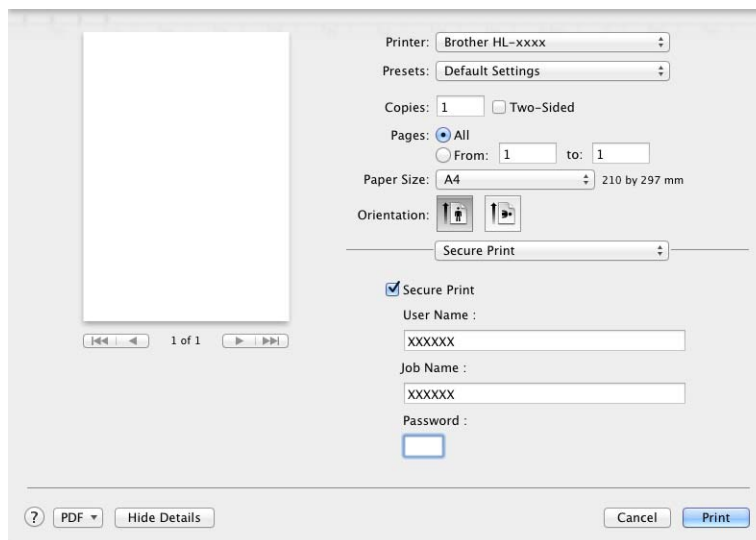 Printer: Brother HL-xxxx
Presets: Default Settings
Copies: 1 Two-Sided
Pages: All
From: 1 to: 1
Paper Size: A4 210 by 297 mm
Orientation:
Secure Print
Secure Print
User Name :
XXXXXX
Job Name :
XXXXXX
Password :
1 of 1
? PDF Hide Details Cancel Print